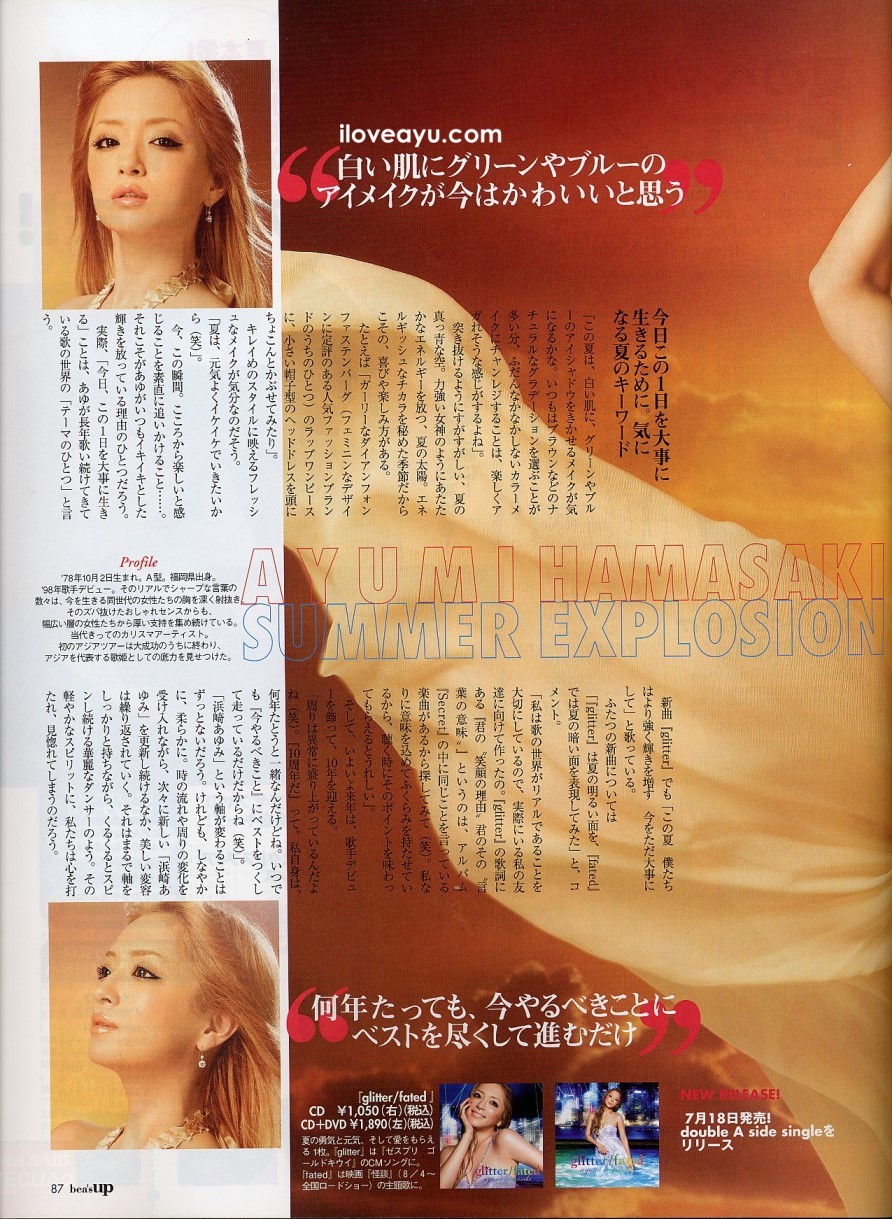 iloveayu.com
“白い肌にグリーンやブルーの
アイメイクが今はかわいいと思う”
今日この1日を大事に
生きるために。気に
なる夏のキーワード
「この夏は、白い肌に、グリーンやブル
ーのアイシャドウをきかせるメイクが気
になるかな。いつもはブラウンなどのナ
チュラルなグラデーションを選ぶことが
多い分、ふだんなかなかしないカラーメ
イクにチャレンジすることは、楽しくア
ガれそうな感じがするよね」。
突き抜けるようにすがすがしい、夏の
真っ青な空。力強い女神のようにあたた
かなエネルギーを放つ、夏の太陽。エネ
ルギッシュなチカラを秘めた季節だから
こその、喜びや楽しみ方がある。
たとえば「ガーリーなダイアンフォン
ファステンバーグ（フェミニンなデザイ
ンに定評のある人気ファッションブラン
ドのうちのひとつ）のラップワンピース
に、小さい帽子型のヘッドドレスを頭に
ちょこんとかぶせてみたり」。
キレイめのスタイルに映えるフレッシ
ュなメイクが気分なのだそう。
「夏は、元気よくイケイケでいきたいか
ら（笑）」。
今、この瞬間。こころから楽しいと感
じることを素直に追いかけること……。
それこそがあゆがいつもイキイキとした
輝きを放っている理由のひとつだろう。
実際、「今日、この1日を大事に生き
る」ことは、あゆが長年歌い続けてきて
いる歌の世界の「テーマのひとつ」と言
う。
Profile
'78年10月2日生まれ。A型。福岡県出身。
'98年歌手デビュー。そのリアルでシャープな言葉の
数々は、今を生きる同世代の女性たちの胸を深く射抜き、
そのズバ抜けたおしゃれセンスからも、
幅広い層の女性たちから厚い支持を集め続けている。
当代きってのカリスマアーティスト。
初のアジアツアーは大成功のうちに終わり、
アジアを代表する歌姫としての底力を見せつけた。
AYUMI HAMASAKI
SUMMER EXPLOSION
新曲『glitter』でも「この夏 僕たち
はより強く 輝きを増す 今をただ大事に
して」と歌っている。
ふたつの新曲については
「『glitter』は夏の明るい面を、『fated』
では夏の暗い面を表現してみた」と、コ
メント。
「私は歌の世界がリアルであることを
大切にしているので、実際にいる私の友
達に向けて作ったの。『glitter』の歌詞に
ある『君の 笑顔の理由 君のその〝言
葉の意味〟』というのは、アルバム
『Secret』の中に同じことを言っている
楽曲があるから探してみて（笑）。私な
りに意味を込めてふくらみを持たせてい
るから、聴く時にそのポイントを味わっ
てもらえるとうれしい」。
そして、いよいよ来年は、歌手デビュ
ーを飾って、10年を迎える。
「周りは異常に盛り上がっているんだよ
ね（笑）。『10周年だ』って。私自身は、
何年たとうと一緒なんだけどね。いつで
も『今やるべきこと』にベストをつくし
て走っているだけだからね（笑）」。
「浜崎あゆみ」という軸が変わることは
ずっとないだろう。けれども、しなやか
に、柔らかに。時の流れや周りの変化を
受け入れながら、次々に新しい「浜崎あ
ゆみ」を更新し続けるなか、美しい変容
は繰り返されていく。それはまるで軸を
しっかりと持ちながら、くるくるとスピ
ンし続ける華麗なダンサーのよう。その
軽やかなスピリットに、私たちは心を打
たれ、見惚れてしまうのだろう。
“何年たっても、今やるべきことに
ベストを尽くして進むだけ”
『glitter/fated』
CD ¥1,050（右）（税込）
CD+DVD ¥1,890（左）（税込）
夏の勇気と元気、そして愛をもらえ
る1枚。『glitter』は『ゼスプリ ゴ
ールドキウイ』のCMソングに。
『fated』は映画『怪談』（8／4～
全国ロードショー）の主題歌に。
glitter/fated
glitter/fated
NEW RELEASE!
7月18日発売!
double A side singleを
リリース
87 bea's up